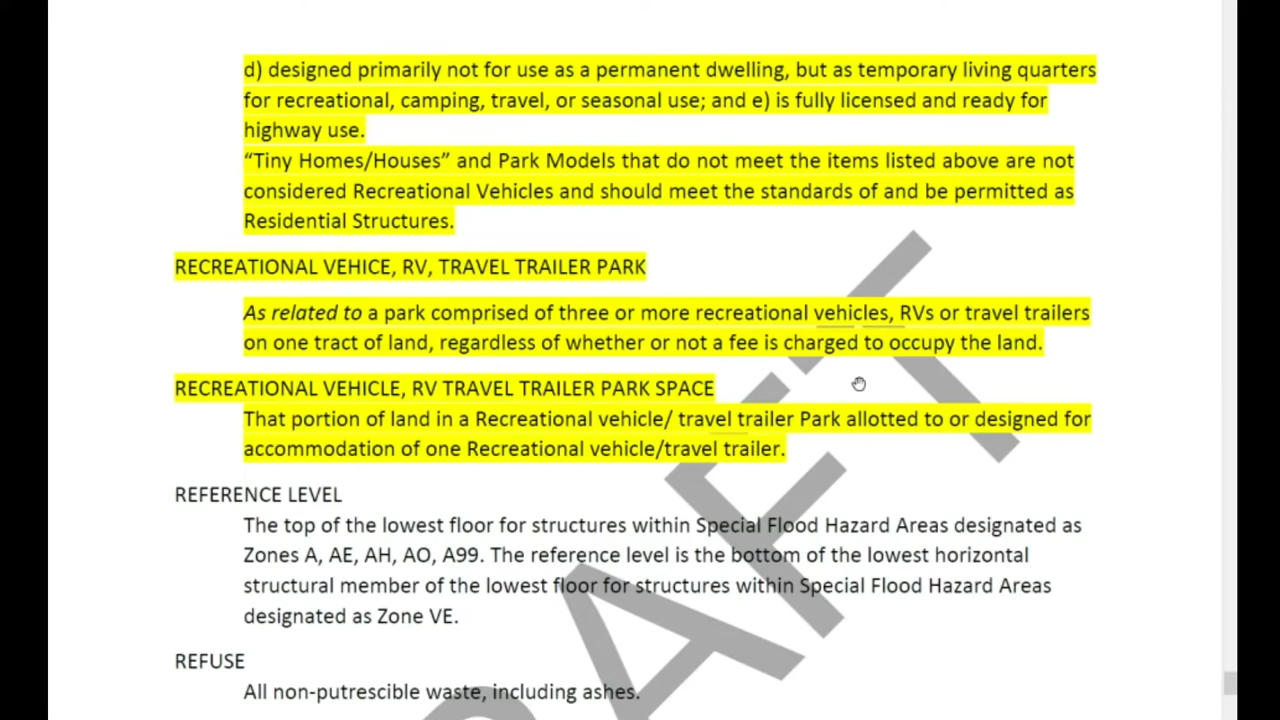 d) designed primarily not for use as a permanent dwelling, but as temporary living quarters
for recreational, camping, travel, or seasonal use; and e) is fully licensed and ready for
highway use.
“Tiny Homes/Houses” and Park Models that do not meet the items listed above are not
considered Recreational Vehicles and should meet the standards of and be permitted as
Residential Structures.
RECREATIONAL VEHICE, RV, TRAVEL TRAILER PARK
As related to a park comprised of three or more recreational vehicles, RVs or travel trailers
on one tract of land, regardless of whether or not a fee is charged to occupy the land.
RECREATIONAL VEHICLE, RV TRAVEL TRAILER PARK SPACE
That portion of land in a Recreational vehicle/ travel trailer Park allotted to or designed for
accommodation of one Recreational vehicle/travel trailer.
REFERENCE LEVEL
The top of the lowest floor for structures within Special Flood Hazard Areas designated as
Zones A, AE, AH, AO, A99. The reference level is the bottom of the lowest horizontal
structural member of the lowest floor for structures within Special Flood Hazard Areas
designated as Zone VE.
REFUSE
All non-putrescible waste, including ashes.